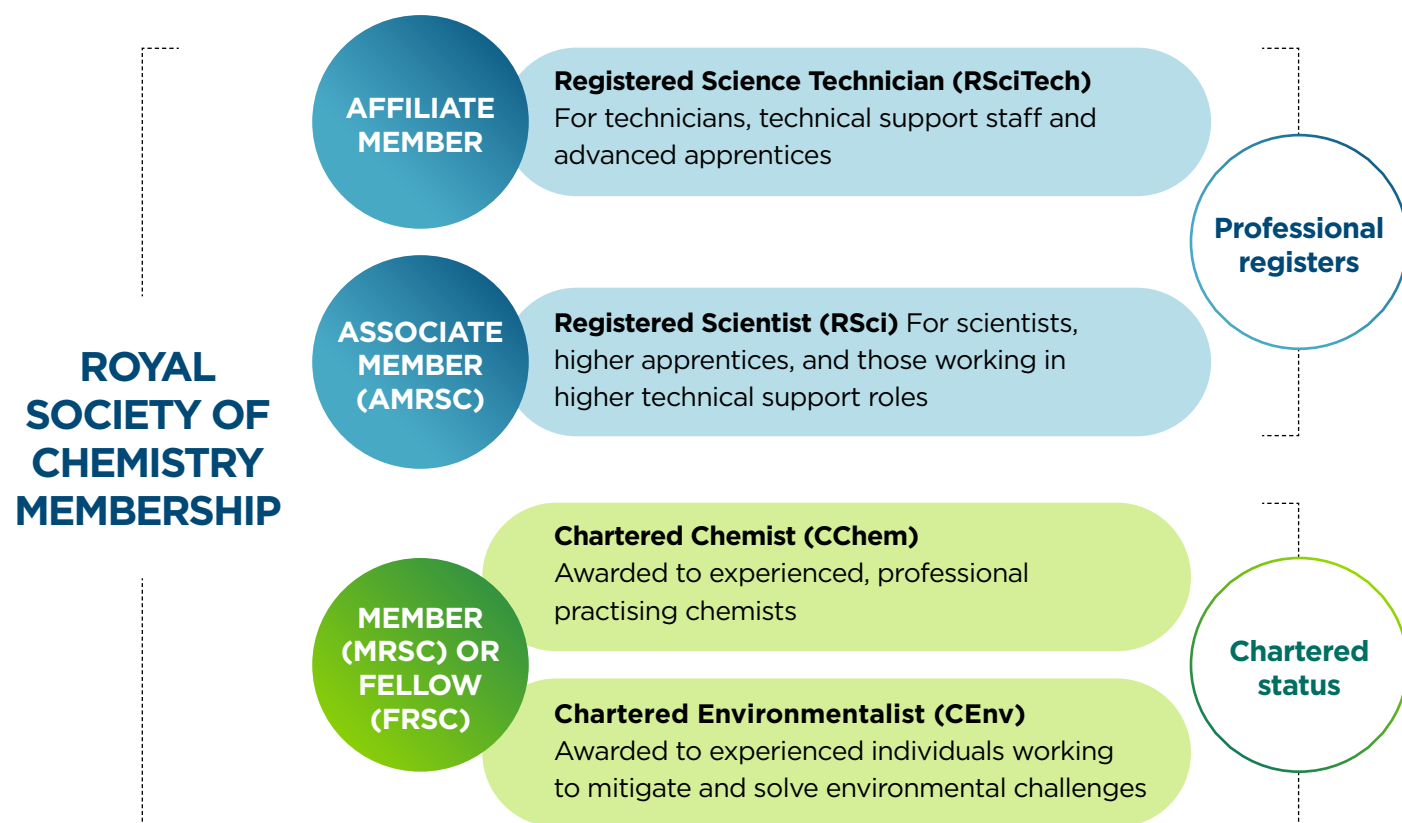 ROYAL
SOCIETY OF
CHEMISTRY
MEMBERSHIP
AFFILIATE
MEMBER
Registered Science Technician (RSciTech)
For technicians, technical support staff and
advanced apprentices
ASSOCIATE
MEMBER
(AMRSC)
Registered Scientist (RSci) For scientists,
higher apprentices, and those working in
higher technical support roles
Professional
registers
MEMBER
(MRSC) OR
FELLOW
(FRSC)
Chartered Chemist (CChem)
Awarded to experienced, professional
practising chemists
Chartered Environmentalist (CEnv)
Awarded to experienced individuals working
to mitigate and solve environmental challenges
Chartered
status